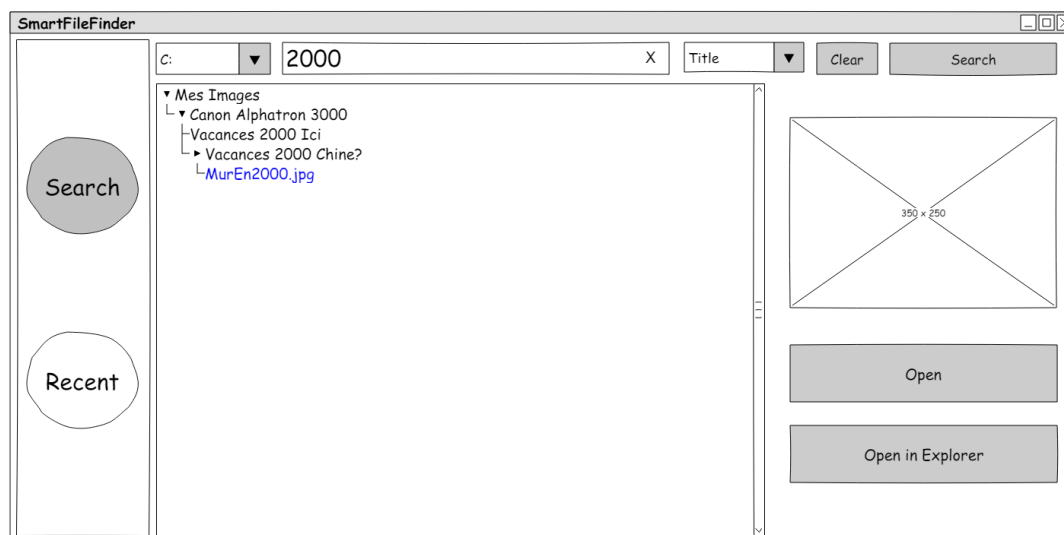 SmartFileFinder
C: 2000 X Title Clear Search
Mes Images
Canon Alphatron 3000
Vacances 2000 Ici
Vacances 2000 Chine?
MurEn2000.jpg
Search
Recent
350 x 250
Open
Open in Explorer